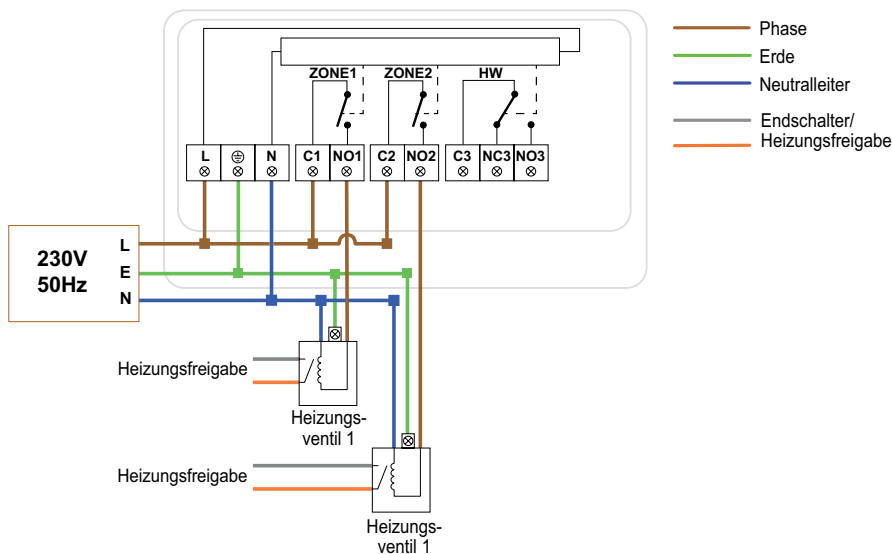 Phase
Erde
Neutralleiter
Endschalter/
Heizungsfreigabe
ZONE1 ZONE2 HW
L N C1 NO1 C2 NO2 C3 NC3 NO3
230V
50Hz
L
E
N
Heizungsfreigabe
Heizungs-
ventil 1
Heizungsfreigabe
Heizungs-
ventil 1